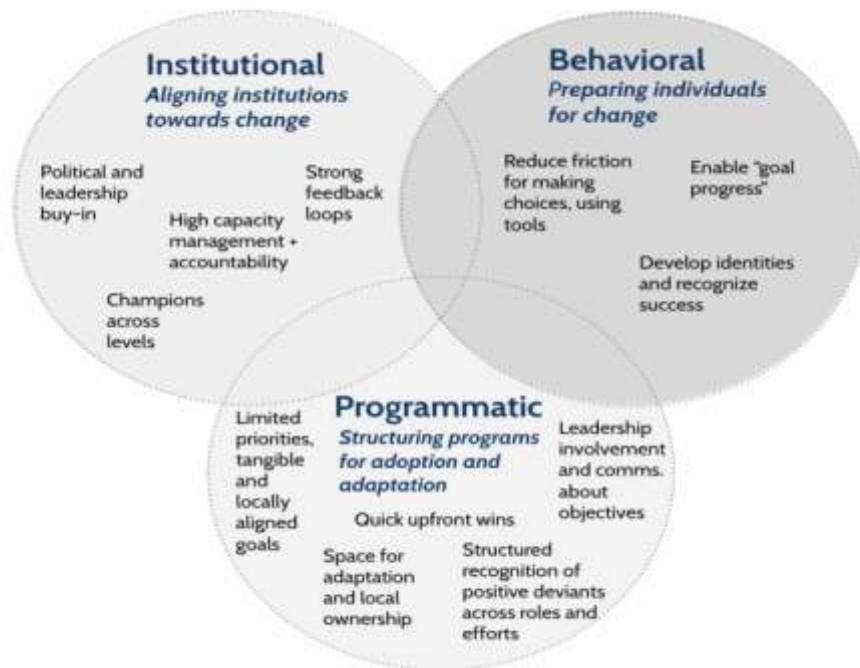 Institutional
Aligning institutions
towards change
Political and
leadership
buy-in
Strong
feedback
loops
High capacity
management +
accountability
Champions
across
levels
Behavioral
Preparing individuals
for change
Reduce friction
for making
choices, using
tools
Enable "goal
progress"
Develop identities
and recognize
success
Programmatic
Structuring programs
for adoption and
adaptation
Limited
priorities,
tangible
and
locally
aligned
goals
Leadership
involvement
and comms.
about
objectives
Quick upfront wins
Space for
adaptation
and local
ownership
Structured
recognition of
positive deviants
across roles and
efforts